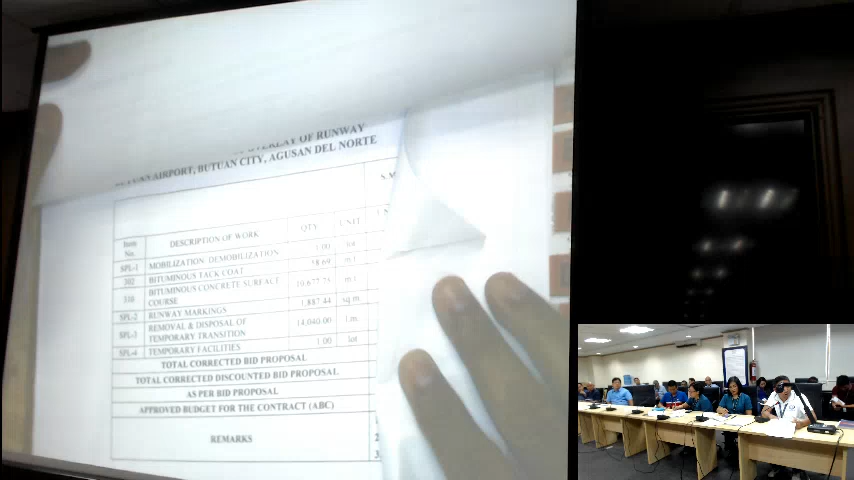 OVERLAY OF RUNWAY
AIRPORT, BUTUAN CITY, AGUSAN DEL NORTE
Item No. DESCRIPTION OF WORK QTY. UNIT
SPL-1 MOBILIZATION DEMOBILIZATION 1.00 lot
202 BITUMINOUS TACK COAT 58.69 m.t.
310 BITUMINOUS CONCRETE SURFACE 10,677.75 m.t.
COURSE
SPL-2 RUNWAY MARKINGS 1,887.44 sq.m.
SPL-3 REMOVAL & DISPOSAL OF 14,040.00 l.m.
TEMPORARY TRANSITION
SPL-4 TEMPORARY FACILITIES 1.00 lot
TOTAL CORRECTED BID PROPOSAL
TOTAL CORRECTED DISCOUNTED BID PROPOSAL
AS PER BID PROPOSAL
APPROVED BUDGET FOR THE CONTRACT (ABC)
REMARKS